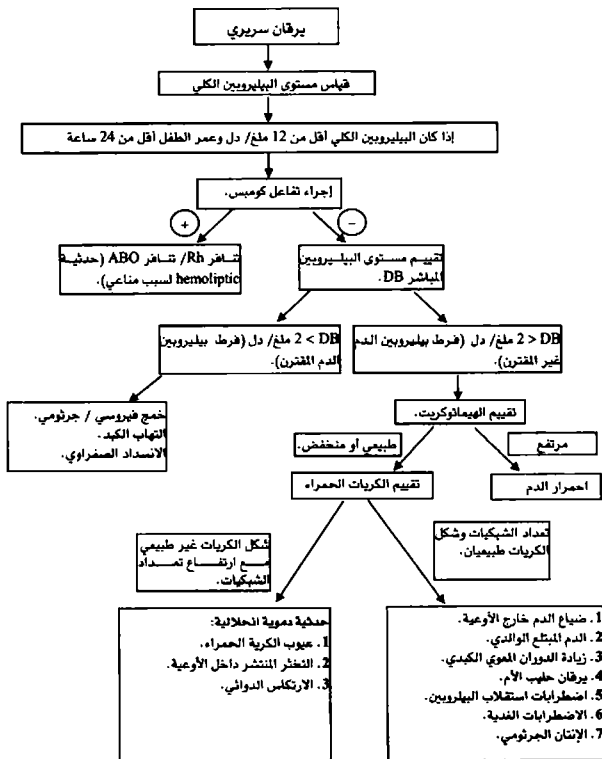 يرقان سريري
قياس مستوى البيليروبين الكلي
إذا كان البيليروبين الكلي أقل من 12 ملغ/ دل وعمر الطفل أقل من 24 ساعة
إجراء تفاعل كومبس.
+
−
تنافر Rh/ تنافر ABO (حدثية
hemoliptic لسبب مناعي).
تقييم مستوى البيليروبين
المباشر DB.
DB > 2 ملغ/ دل (فرط بيليروبين
الدم المقترن).
DB < 2 ملغ/ دل (فرط بيليروبين الدم
غير المقترن).
خمج فيروسي / جرثومي.
التهاب الكبد.
الانسداد الصفراوي.
تقييم الهيماتوكريت.
طبيعي أو منخفض.
مرتفع
تقييم الكريات الحمراء
احمرار الدم
شكل الكريات غير طبيعي
مع ارتفاع تعداد
الشبكيات.
تعداد الشبكيات وشكل
الكريات طبيعيان.
حدثية دموية انحلالية:
1. عيوب الكرية الحمراء.
2. التخثر المنتشر داخل الأوعية.
3. الارتكاس الدوائي.
1. ضياع الدم خارج الأوعية.
2. الدم المبتلع الوالدي.
3. زيادة الدوران المعوي الكبدي.
4. يرقان حليب الأم.
5. اضطرابات استقلاب البيلروبين.
6. الاضطرابات الغدية.
7. الإنتان الجرثومي.